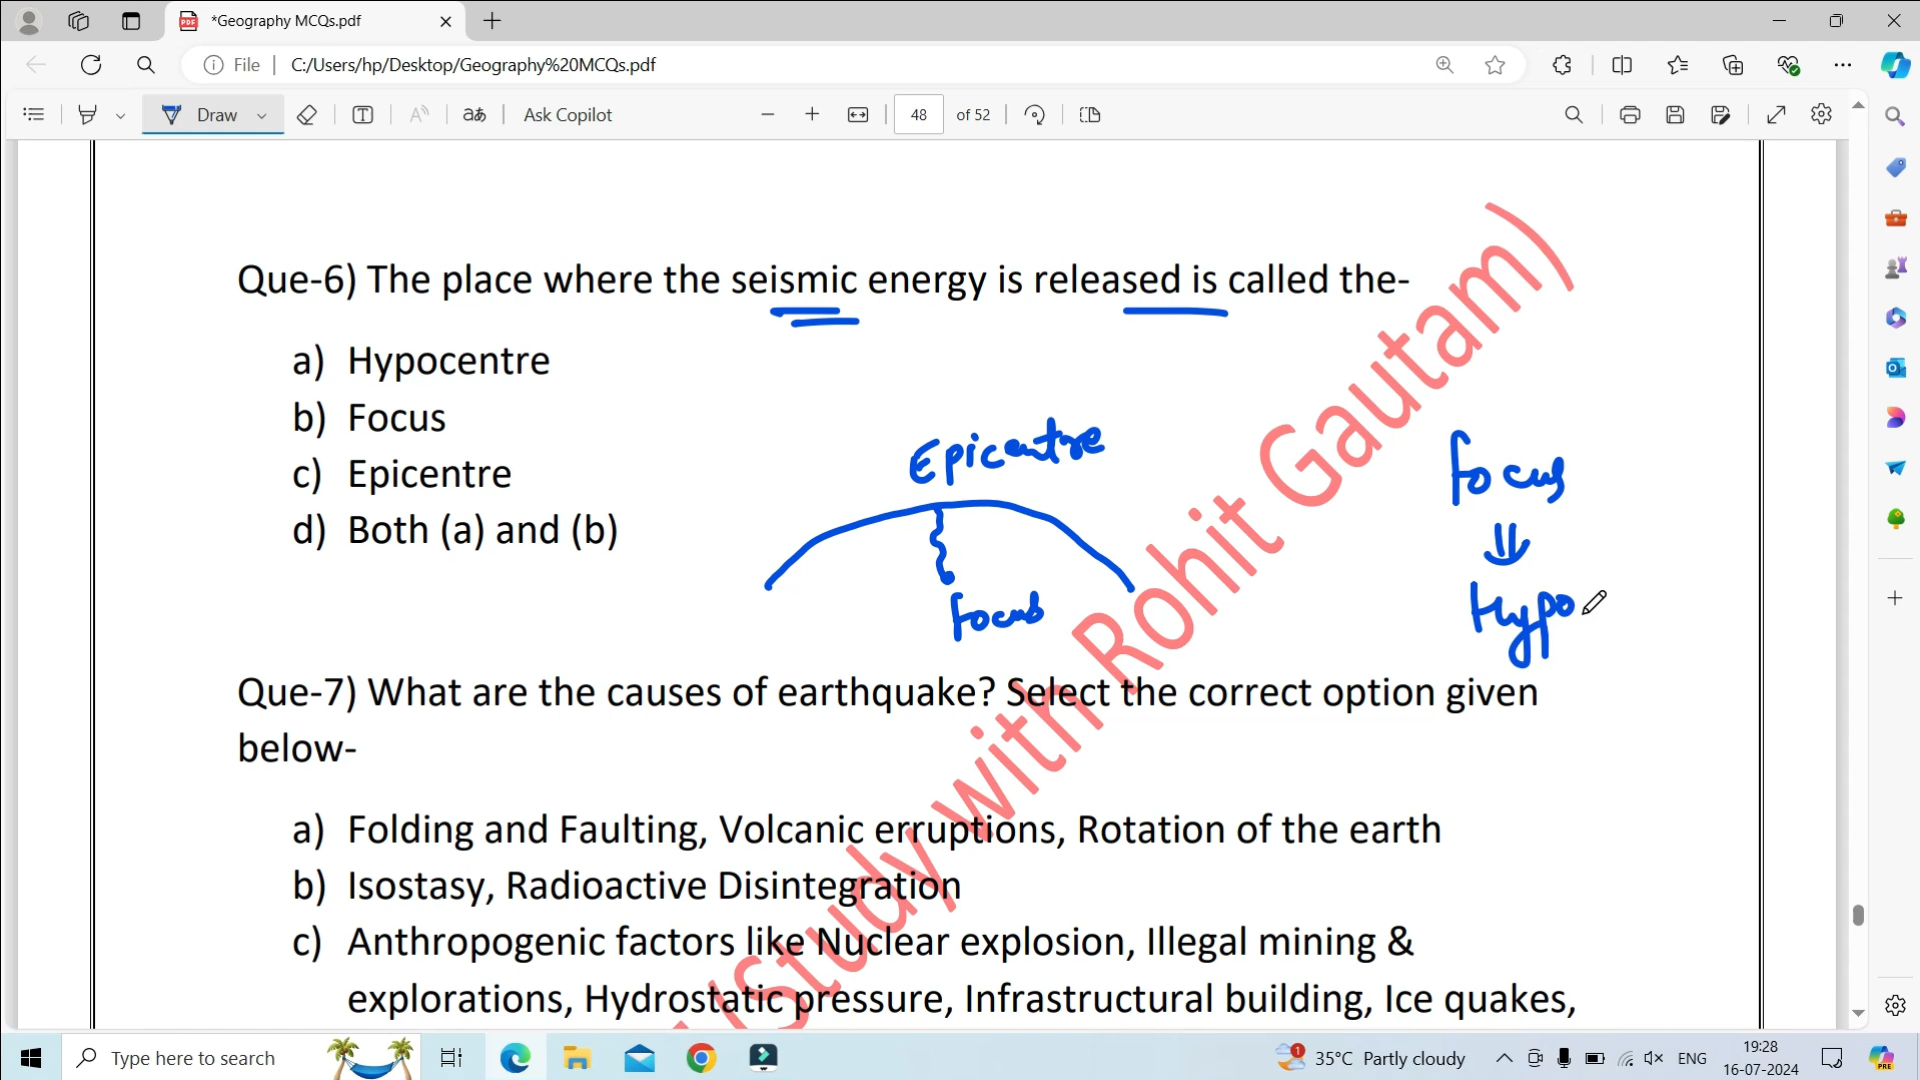 *Geography MCQs.pdf
File
C:/Users/hp/Desktop/Geography%20MCQs.pdf
Draw
Ask Copilot
48 of 52
Que-6) The place where the seismic energy is released is called the-
a) Hypocentre
b) Focus
c) Epicentre
d) Both (a) and (b)
Epicentre
focus
focus
Hypo
(Study with Rohit Gautam)
Que-7) What are the causes of earthquake? Select the correct option given
below-
a) Folding and Faulting, Volcanic erruptions, Rotation of the earth
b) Isostasy, Radioactive Disintegration
c) Anthropogenic factors like Nuclear explosion, Illegal mining &
explorations, Hydrostatic pressure, Infrastructural building, Ice quakes,
Type here to search
35°C Partly cloudy
ENG
19:28
16-07-2024